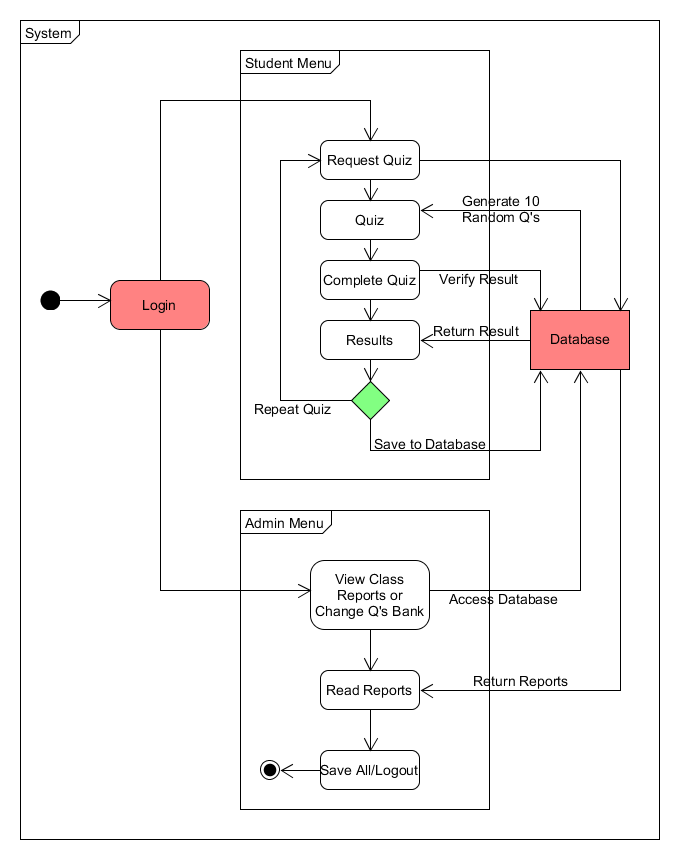 System
Student Menu
Request Quiz
Generate 10
Random Q's
Quiz
Complete Quiz
Verify Result
Login
Return Result
Results
Database
Repeat Quiz
Save to Database
Admin Menu
View Class
Reports or
Change Q's Bank
Access Database
Return Reports
Read Reports
Save All/Logout